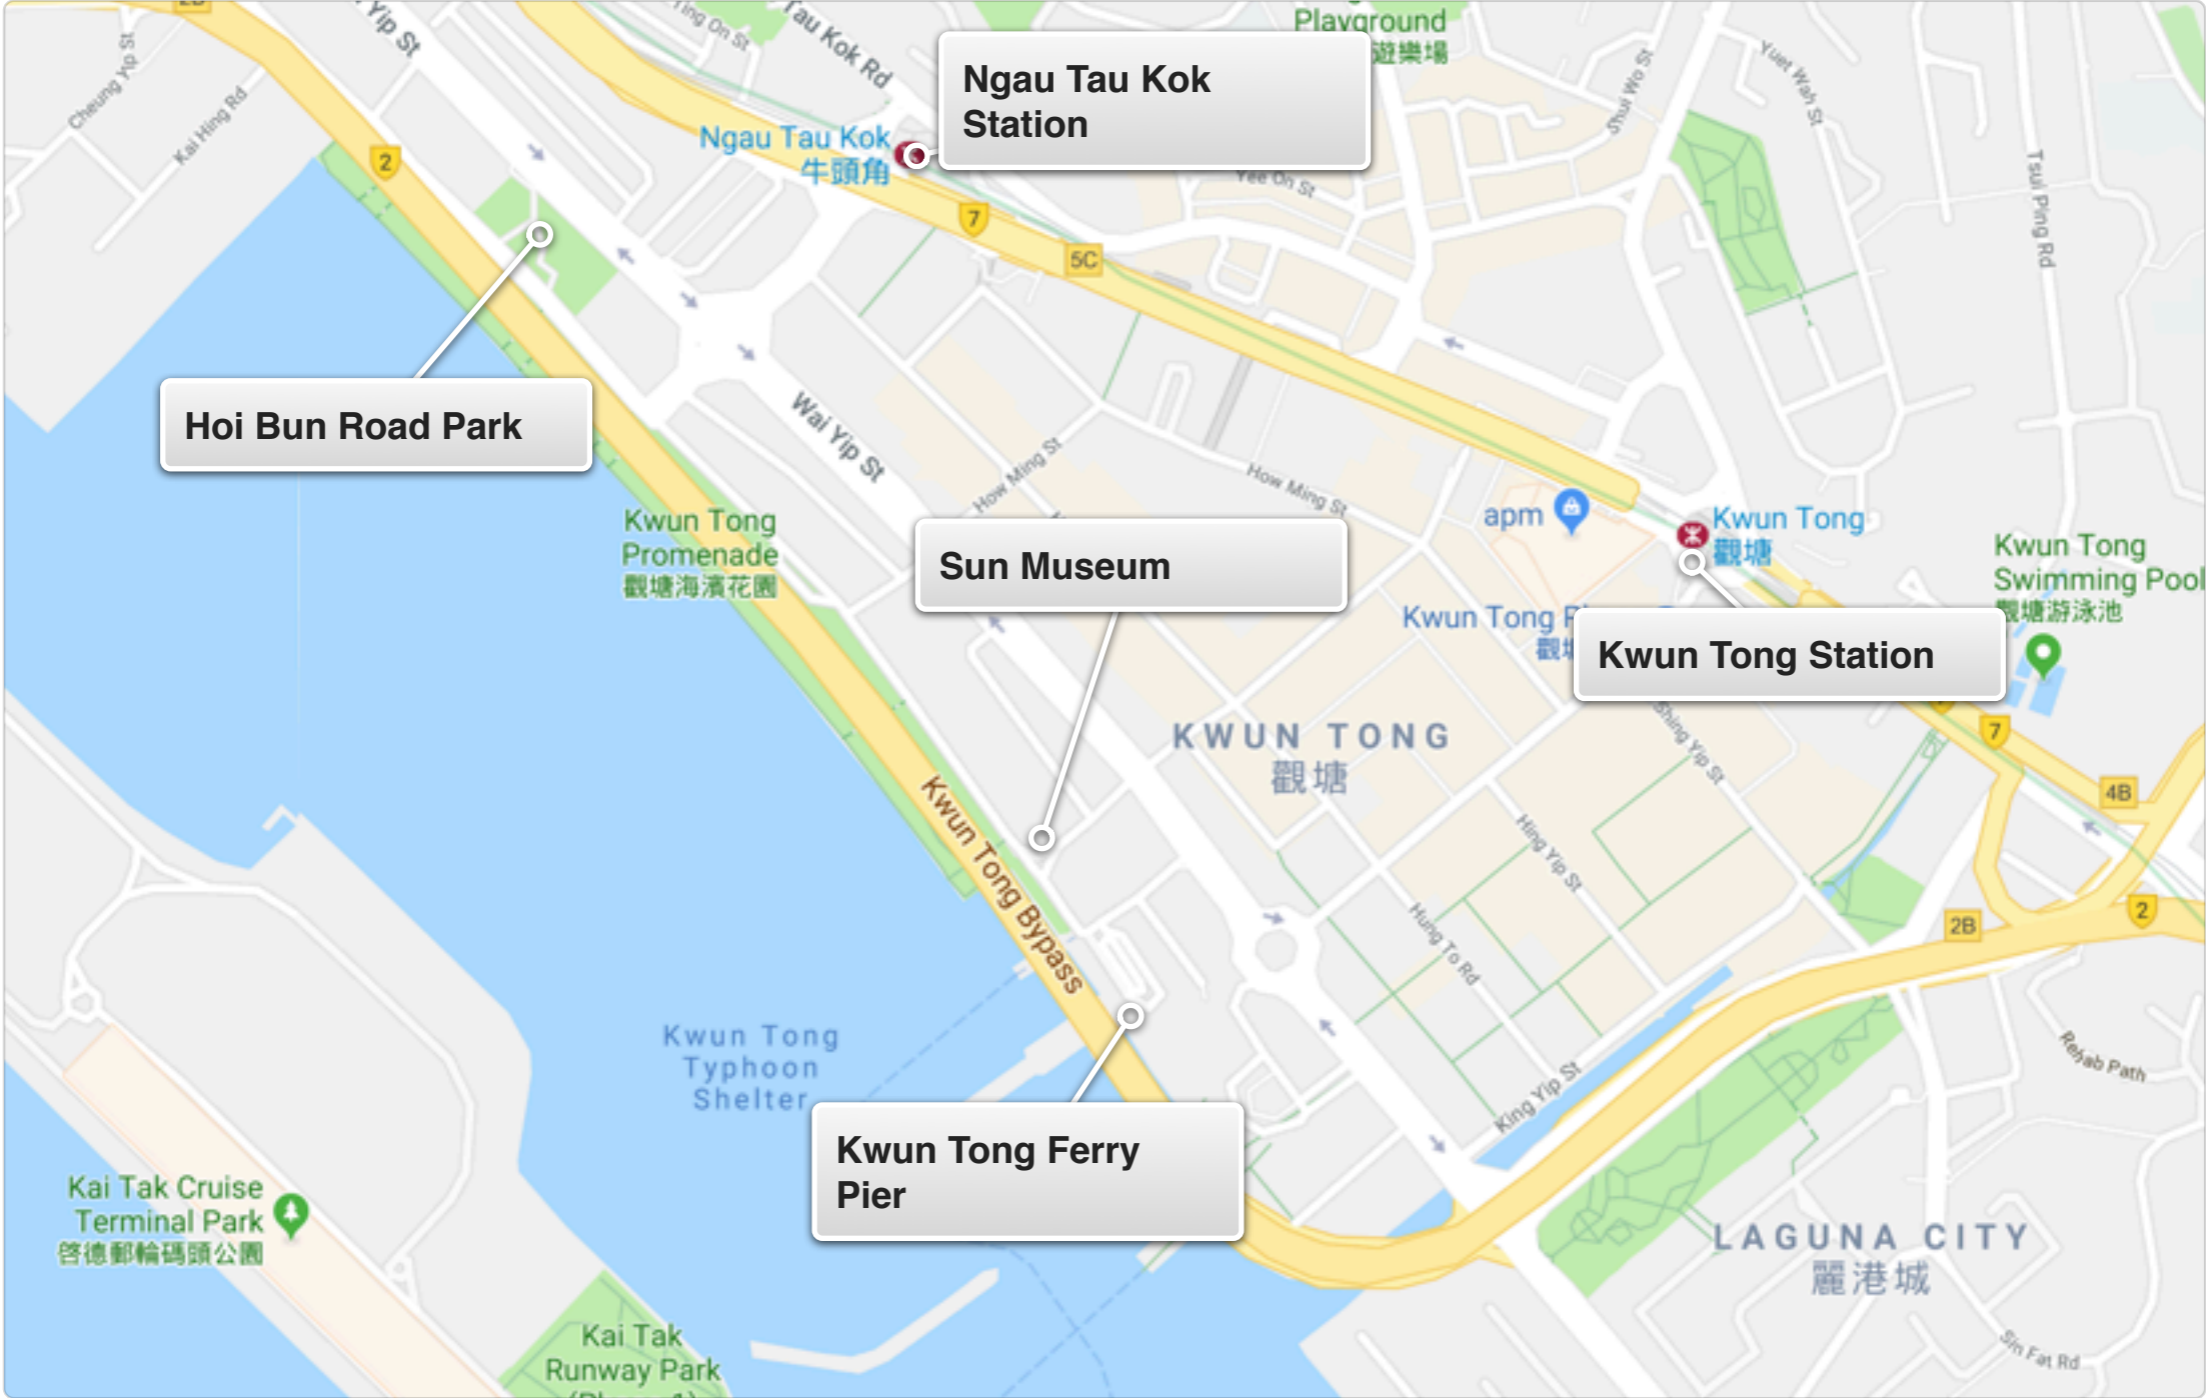 2B
Yip St
Ting On St
Tau Kok Rd
Playground
遊樂場
Cheung Yip St
Kai Hing Rd
2
Ngau Tau Kok
牛頭角
Ngau Tau Kok
Station
Yee On St
Shui Wo St
Yuet Wah St
Tsui Ping Rd
7
5C
Hoi Bun Road Park
Wai Yip St
How Ming St
How Ming St
apm
Kwun Tong
觀塘
Kwun Tong
Promenade
觀塘海濱花園
Sun Museum
Kwun Tong
Kwun Tong Station
Kwun Tong
Swimming Pool
觀塘游泳池
KWUN TONG
觀塘
Shing Yip St
7
4B
Kwun Tong Bypass
Hing Yip St
Hung To Rd
2B
2
Kwun Tong
Typhoon
Shelter
King Yip St
Rehab Path
Kwun Tong Ferry
Pier
Kai Tak Cruise
Terminal Park
啓德郵輪碼頭公園
LAGUNA CITY
麗港城
Kai Tak
Runway Park
Sin Fat Rd